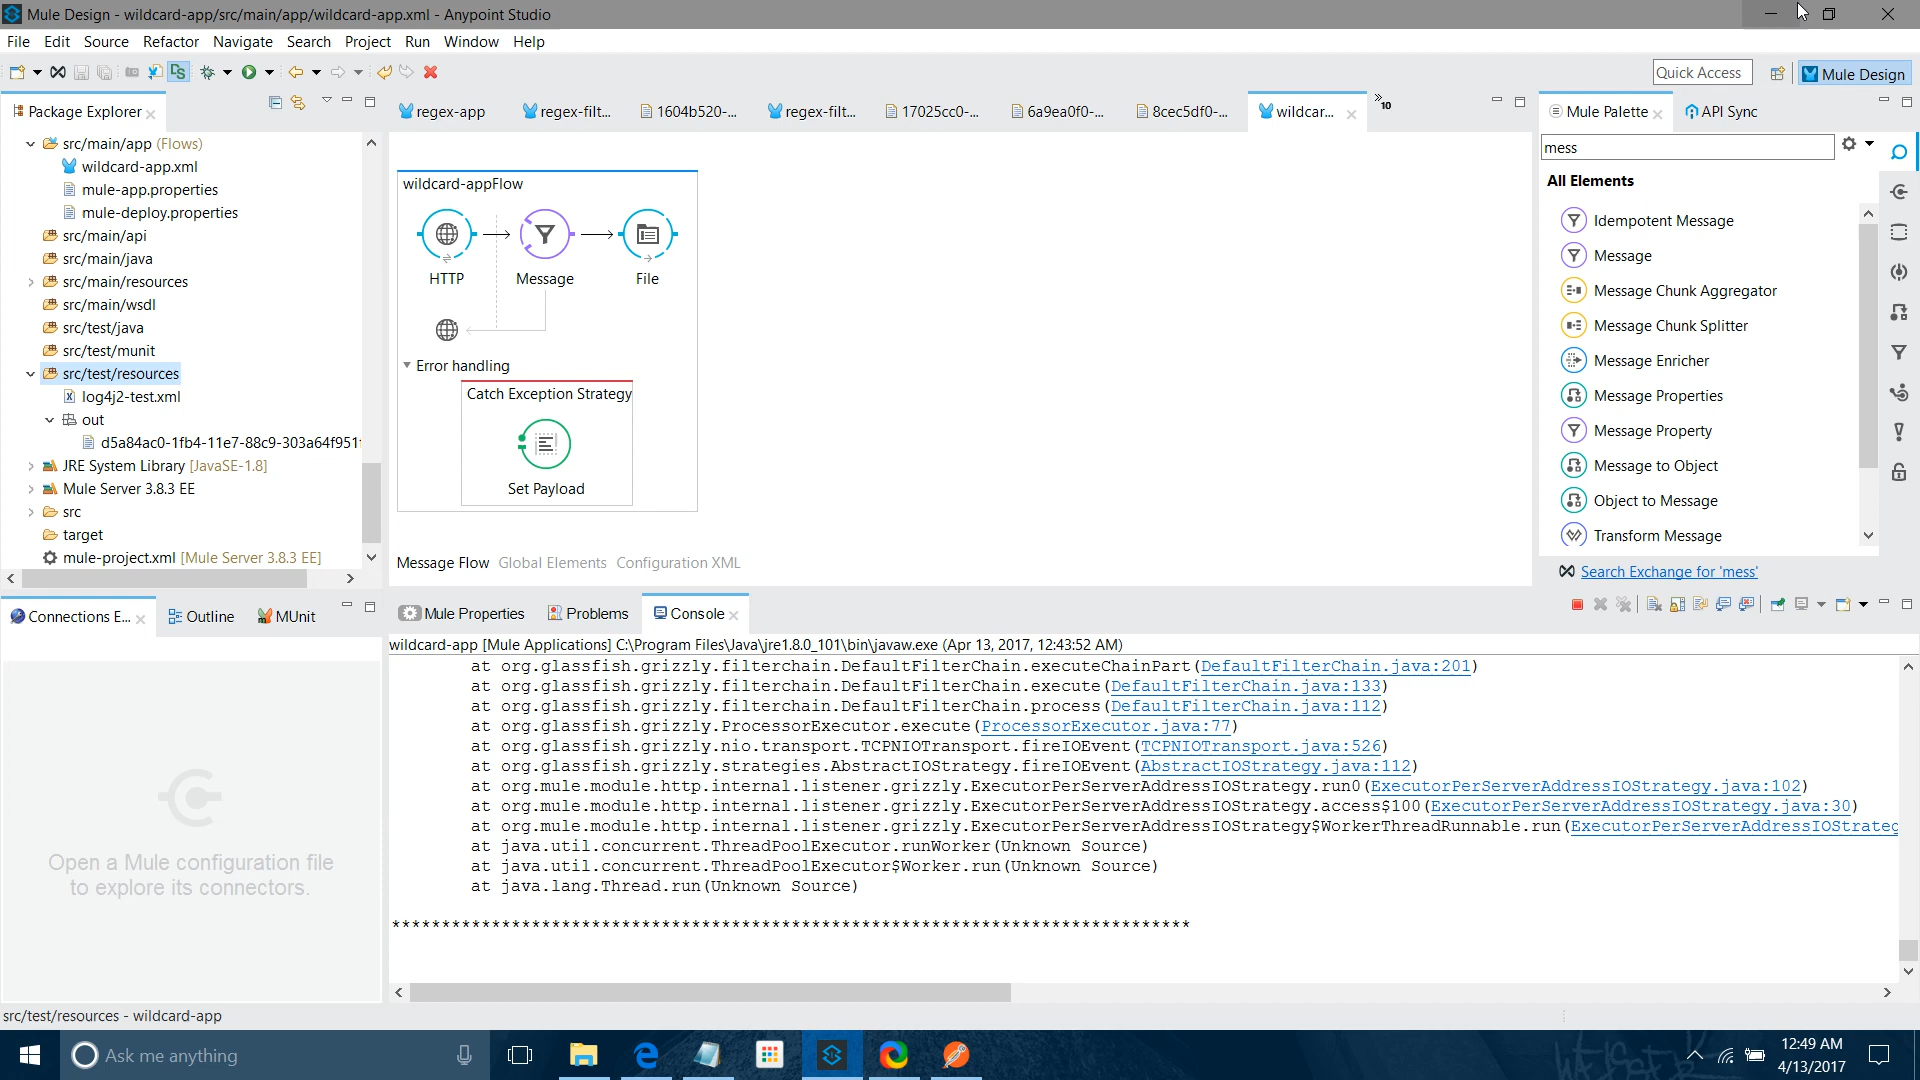 Mule Design - wildcard-app/src/main/app/wildcard-app.xml - Anypoint Studio
File Edit Source Refactor Navigate Search Project Run Window Help
Quick Access
Mule Design
Package Explorer
src/main/app (Flows)
wildcard-app.xml
mule-app.properties
mule-deploy.properties
src/main/api
src/main/java
src/main/resources
src/main/wsdl
src/test/java
src/test/munit
src/test/resources
log4j2-test.xml
out
d5a84ac0-1fb4-11e7-88c9-303a64f951
JRE System Library [JavaSE-1.8]
Mule Server 3.8.3 EE
src
target
mule-project.xml [Mule Server 3.8.3 EE]
regex-app regex-filt... 1604b520-... regex-filt... 17025cc0-... 6a9ea0f0-... 8cec5df0-... wildcar... »10
wildcard-appFlow
HTTP Message File
Error handling
Catch Exception Strategy
Set Payload
Message Flow Global Elements Configuration XML
Mule Palette API Sync
mess
All Elements
Idempotent Message
Message
Message Chunk Aggregator
Message Chunk Splitter
Message Enricher
Message Properties
Message Property
Message to Object
Object to Message
Transform Message
Search Exchange for 'mess'
Connections E... Outline MUnit
Open a Mule configuration file
to explore its connectors.
Mule Properties Problems Console
wildcard-app [Mule Applications] C:\Program Files\Java\jre1.8.0_101\bin\javaw.exe (Apr 13, 2017, 12:43:52 AM)
at org.glassfish.grizzly.filterchain.DefaultFilterChain.executeChainPart(DefaultFilterChain.java:201)
at org.glassfish.grizzly.filterchain.DefaultFilterChain.execute(DefaultFilterChain.java:133)
at org.glassfish.grizzly.filterchain.DefaultFilterChain.process(DefaultFilterChain.java:112)
at org.glassfish.grizzly.ProcessorExecutor.execute(ProcessorExecutor.java:77)
at org.glassfish.grizzly.nio.transport.TCPNIOTransport.fireIOEvent(TCPNIOTransport.java:526)
at org.glassfish.grizzly.strategies.AbstractIOStrategy.fireIOEvent(AbstractIOStrategy.java:112)
at org.mule.module.http.internal.listener.grizzly.ExecutorPerServerAddressIOStrategy.run0(ExecutorPerServerAddressIOStrategy.java:102)
at org.mule.module.http.internal.listener.grizzly.ExecutorPerServerAddressIOStrategy.access$100(ExecutorPerServerAddressIOStrategy.java:30)
at org.mule.module.http.internal.listener.grizzly.ExecutorPerServerAddressIOStrategy$WorkerThreadRunnable.run(ExecutorPerServerAddressIOStrateg
at java.util.concurrent.ThreadPoolExecutor.runWorker(Unknown Source)
at java.util.concurrent.ThreadPoolExecutor$Worker.run(Unknown Source)
at java.lang.Thread.run(Unknown Source)
********************************************************************************
src/test/resources - wildcard-app
Ask me anything
12:49 AM
4/13/2017